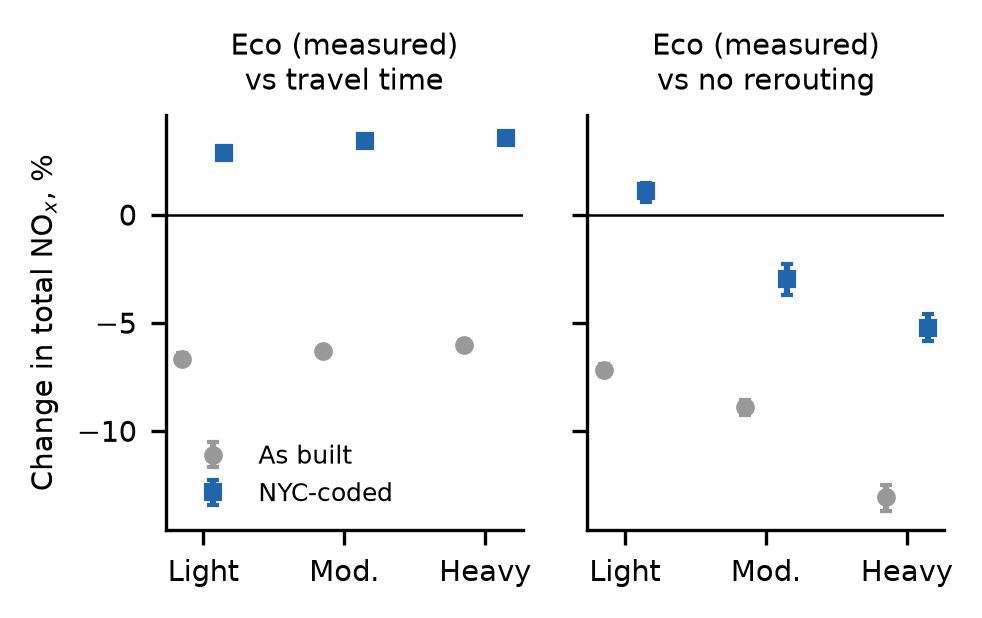 Eco (measured)
vs travel time
Eco (measured)
vs no rerouting
Change in total NOₓ, %
0
−5
−10
As built
NYC-coded
Light Mod. Heavy
Light Mod. Heavy